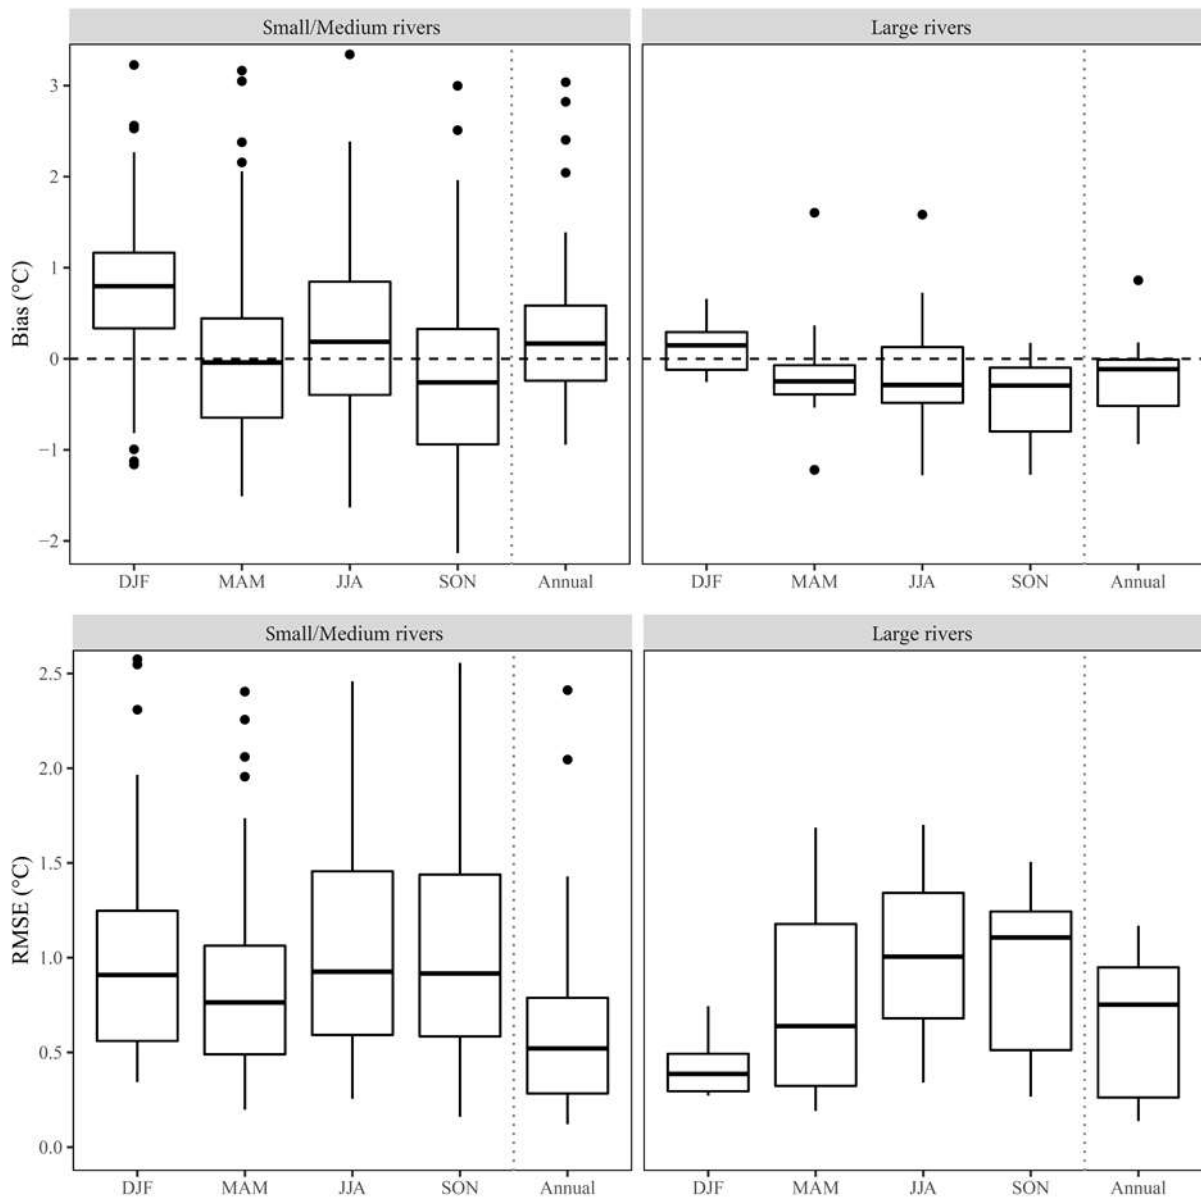 Small/Medium rivers
Large rivers
Bias (°C)
3
2
1
0
−1
−2
DJF MAM JJA SON Annual
DJF MAM JJA SON Annual
Small/Medium rivers
Large rivers
RMSE (°C)
2.5
2.0
1.5
1.0
0.5
0.0
DJF MAM JJA SON Annual
DJF MAM JJA SON Annual